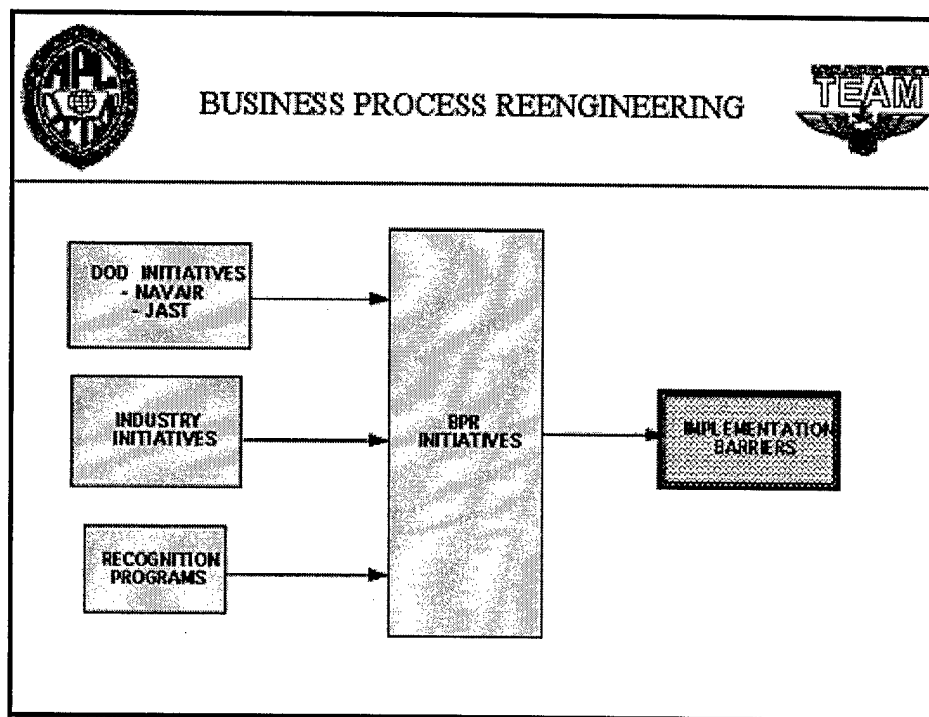 BUSINESS PROCESS REENGINEERING
TEAM
DOD INITIATIVES
- NAVAIR
- JAST
INDUSTRY
INITIATIVES
RECOGNITION
PROGRAMS
BPR
INITIATIVES
IMPLEMENTATION
BARRIERS